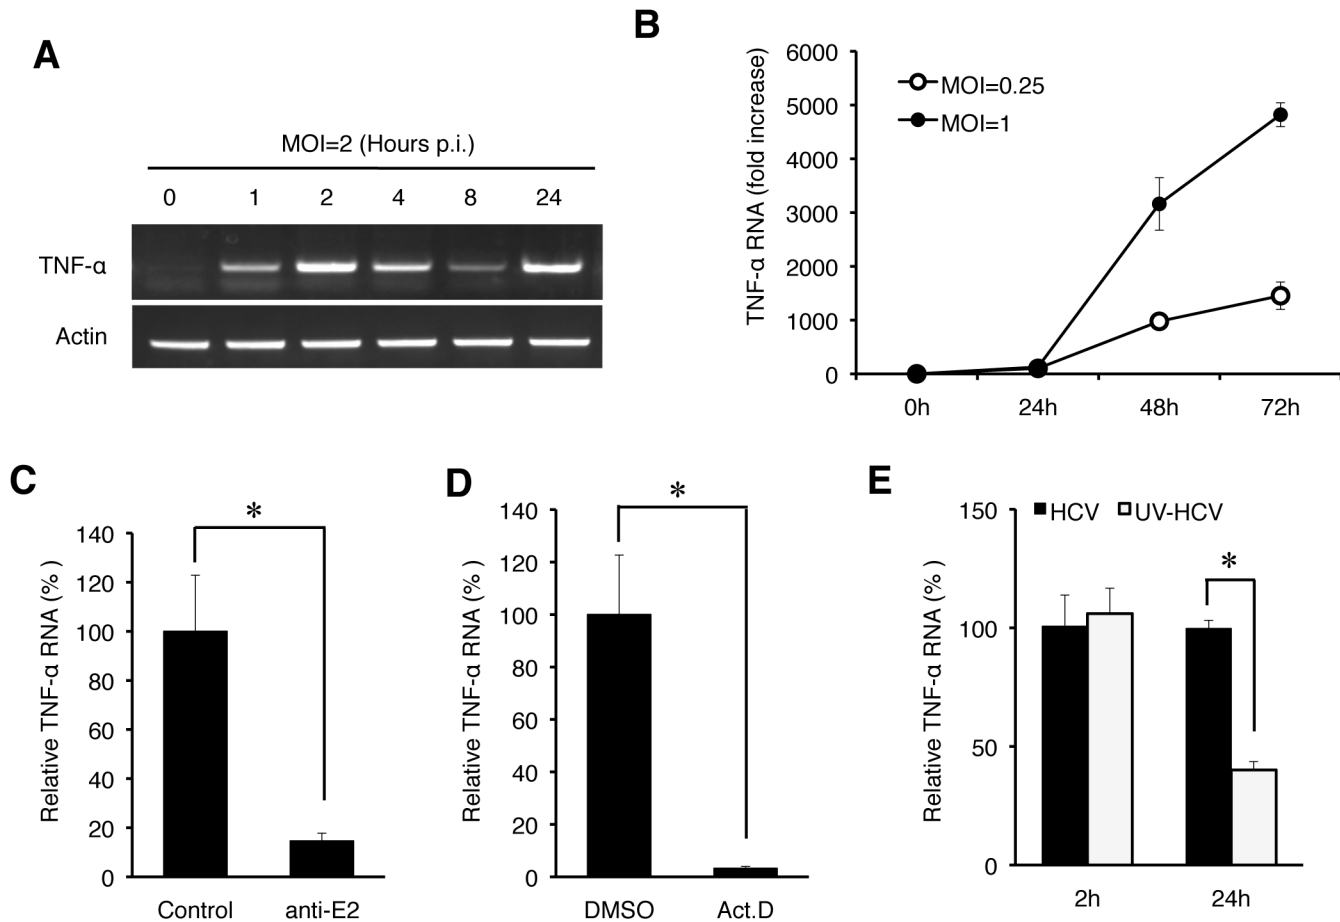 A
MOI=2 (Hours p.i.)
0 1 2 4 8 24
TNF-α
Actin
B
TNF-α RNA (fold increase)
6000
5000
4000
3000
2000
1000
0
MOI=0.25
MOI=1
0h 24h 48h 72h
C
Relative TNF-α RNA (%)
140
120
100
80
60
40
20
0
*
Control anti-E2
D
Relative TNF-α RNA (%)
140
120
100
80
60
40
20
0
*
DMSO Act.D
E
Relative TNF-α RNA (%)
150
100
50
0
HCV UV-HCV
*
2h 24h